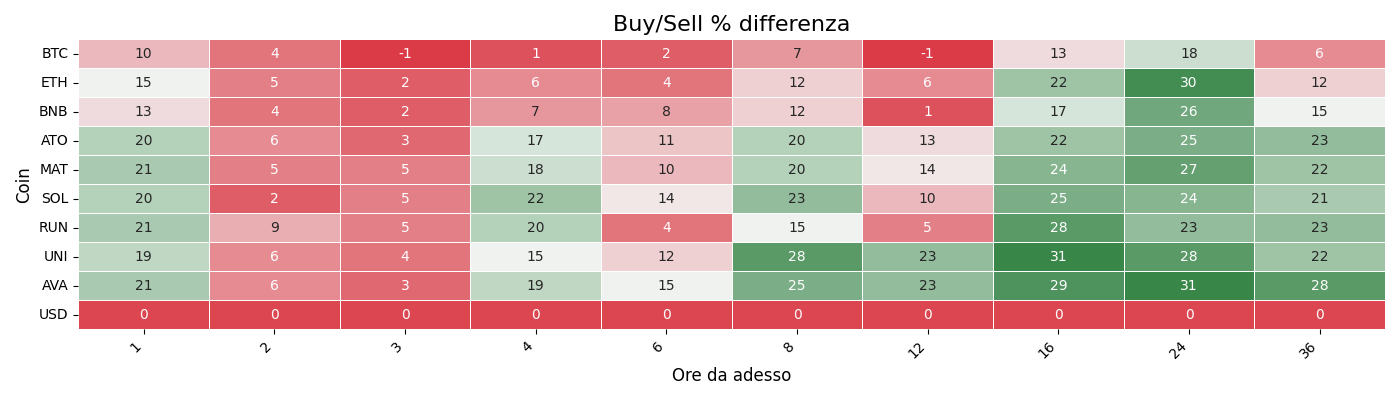 Buy/Sell % differenza
Coin
BTC 10 4 -1 1 2 7 -1 13 18 6
ETH 15 5 2 6 4 12 6 22 30 12
BNB 13 4 2 7 8 12 1 17 26 15
ATO 20 6 3 17 11 20 13 22 25 23
MAT 21 5 5 18 10 20 14 24 27 22
SOL 20 2 5 22 14 23 10 25 24 21
RUN 21 9 5 20 4 15 5 28 23 23
UNI 19 6 4 15 12 28 23 31 28 22
AVA 21 6 3 19 15 25 23 29 31 28
USD 0 0 0 0 0 0 0 0 0 0
1 2 3 4 6 8 12 16 24 36
Ore da adesso